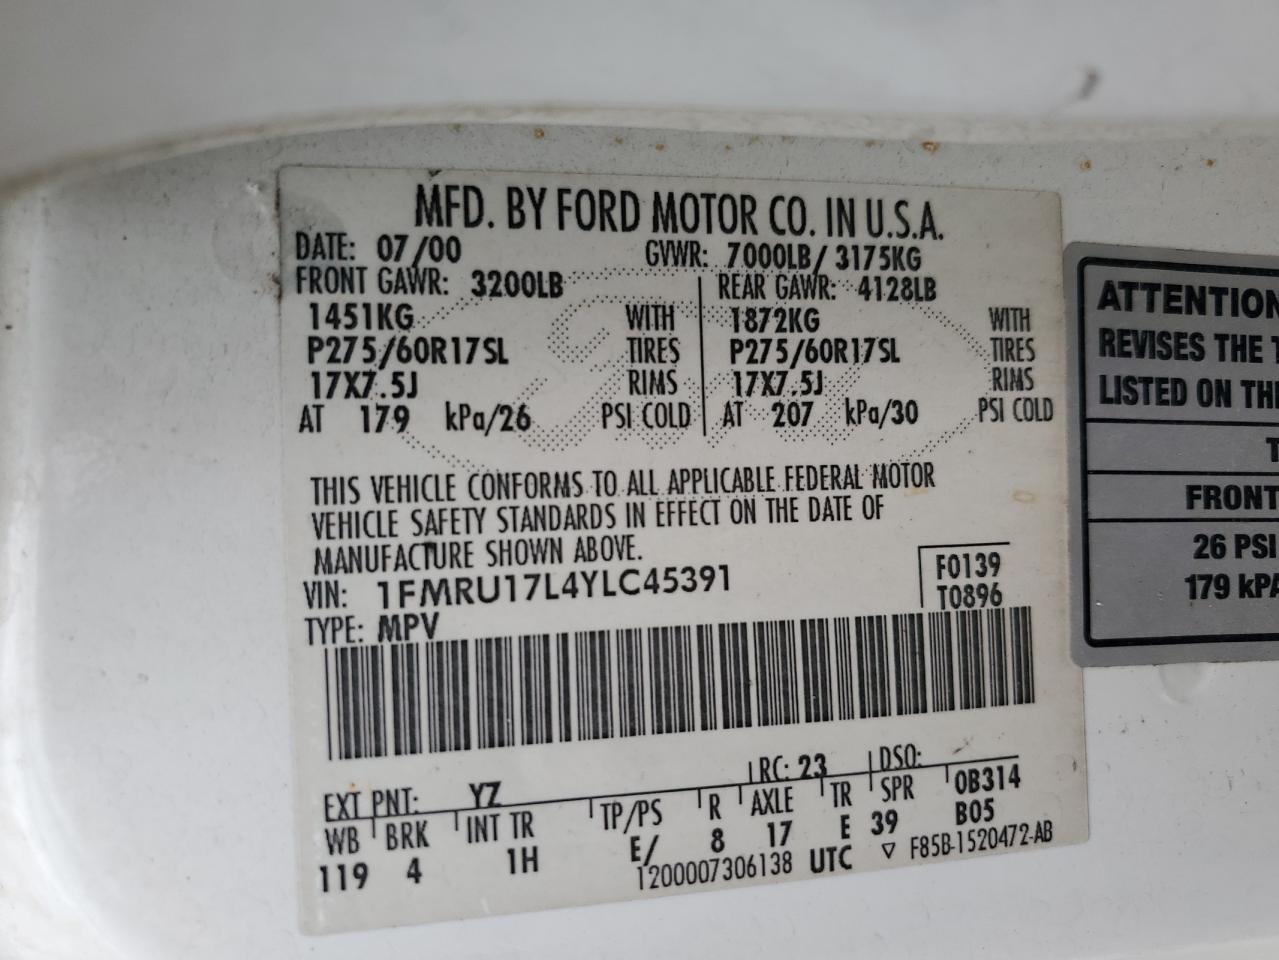 MFD. BY FORD MOTOR CO. IN U.S.A.
DATE: 07/00 GVWR: 7000LB/ 3175KG
FRONT GAWR: 3200LB REAR GAWR: 4128LB
1451KG WITH 1872KG WITH
P275/60R17SL TIRES P275/60R17SL TIRES
17X7.5J RIMS 17X7.5J RIMS
AT 179 kPa/26 PSI COLD AT 207 kPa/30 PSI COLD
THIS VEHICLE CONFORMS TO ALL APPLICABLE FEDERAL MOTOR
VEHICLE SAFETY STANDARDS IN EFFECT ON THE DATE OF
MANUFACTURE SHOWN ABOVE.
VIN: 1FMRU17L4YLC45391 F0139
TYPE: MPV T0896
EXT PNT: YZ RC: 23 DSO:
WB BRK INT TR TP/PS R AXLE TR SPR 0B314
119 4 1H E/ 8 17 E 39 B05
1200007306138 UTC ▽ F85B-1520472-AB
ATTENTION
REVISES THE
LISTED ON
FRONT
26 PSI
179 kPa